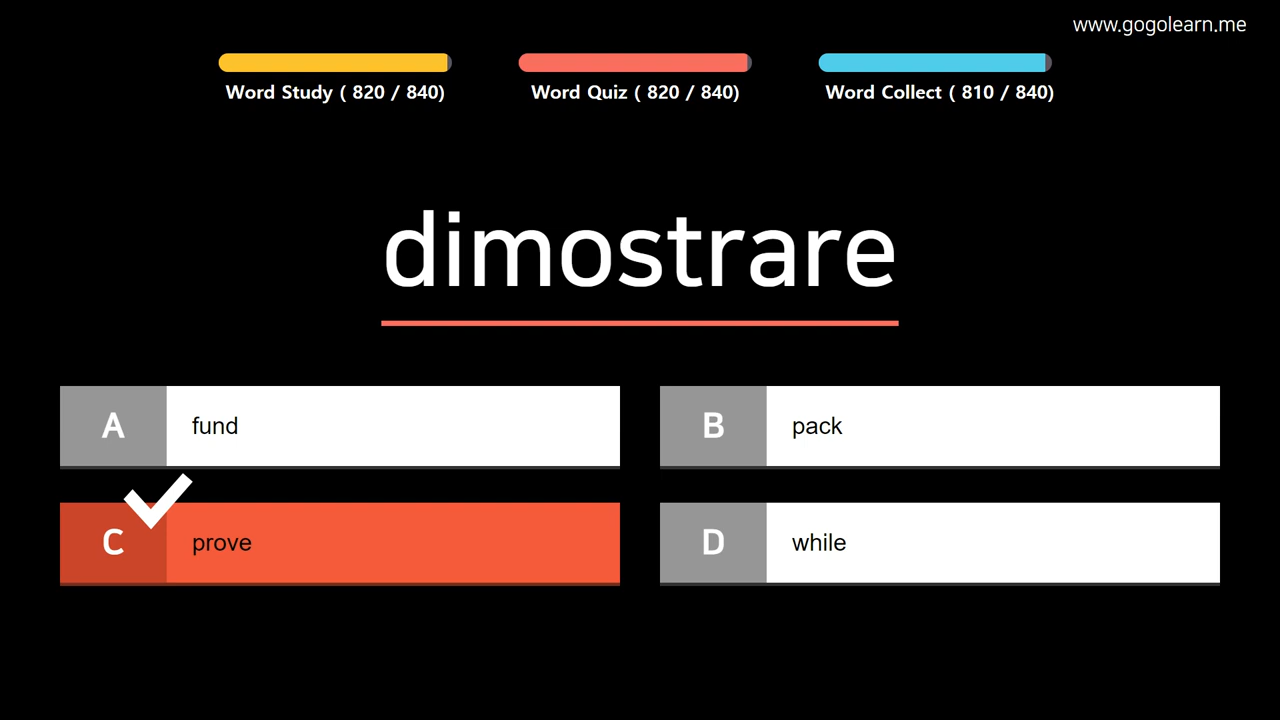 www.gogolearn.me
Word Study ( 820 / 840)
Word Quiz ( 820 / 840)
Word Collect ( 810 / 840)
dimostrare
A fund
B pack
C prove
D while